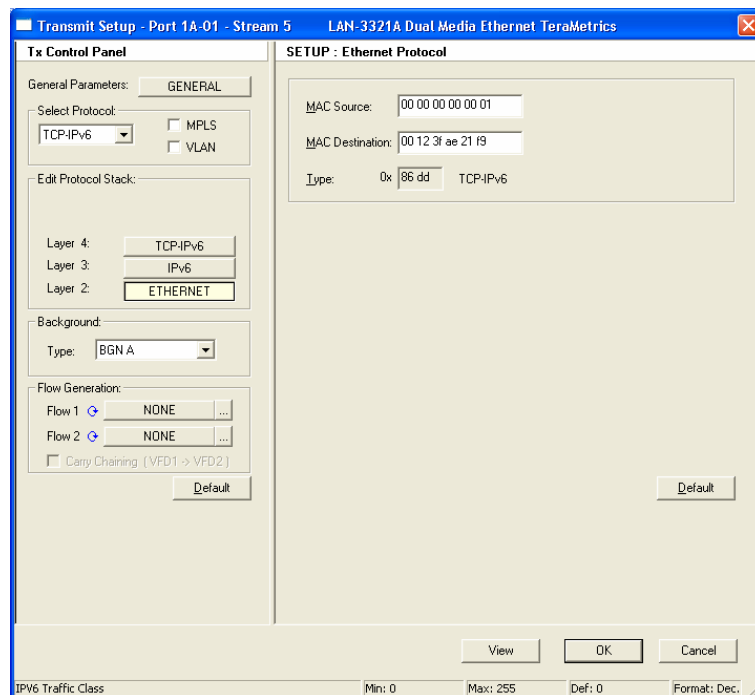 Transmit Setup - Port 1A-01 - Stream 5 LAN-3321A Dual Media Ethernet TeraMetrics
Tx Control Panel
General Parameters: GENERAL
Select Protocol:
TCP-IPv6
MPLS
VLAN
Edit Protocol Stack:
Layer 4: TCP-IPv6
Layer 3: IPv6
Layer 2: ETHERNET
Background:
Type: BGN A
Flow Generation:
Flow 1 NONE ...
Flow 2 NONE ...
Carry Chaining ( VFD1 -> VFD2 )
Default
SETUP : Ethernet Protocol
MAC Source: 00 00 00 00 00 01
MAC Destination: 00 12 3f ae 21 f9
Type: 0x 86 dd TCP-IPv6
Default
View OK Cancel
IPV6 Traffic Class Min: 0 Max: 255 Def: 0 Format: Dec.